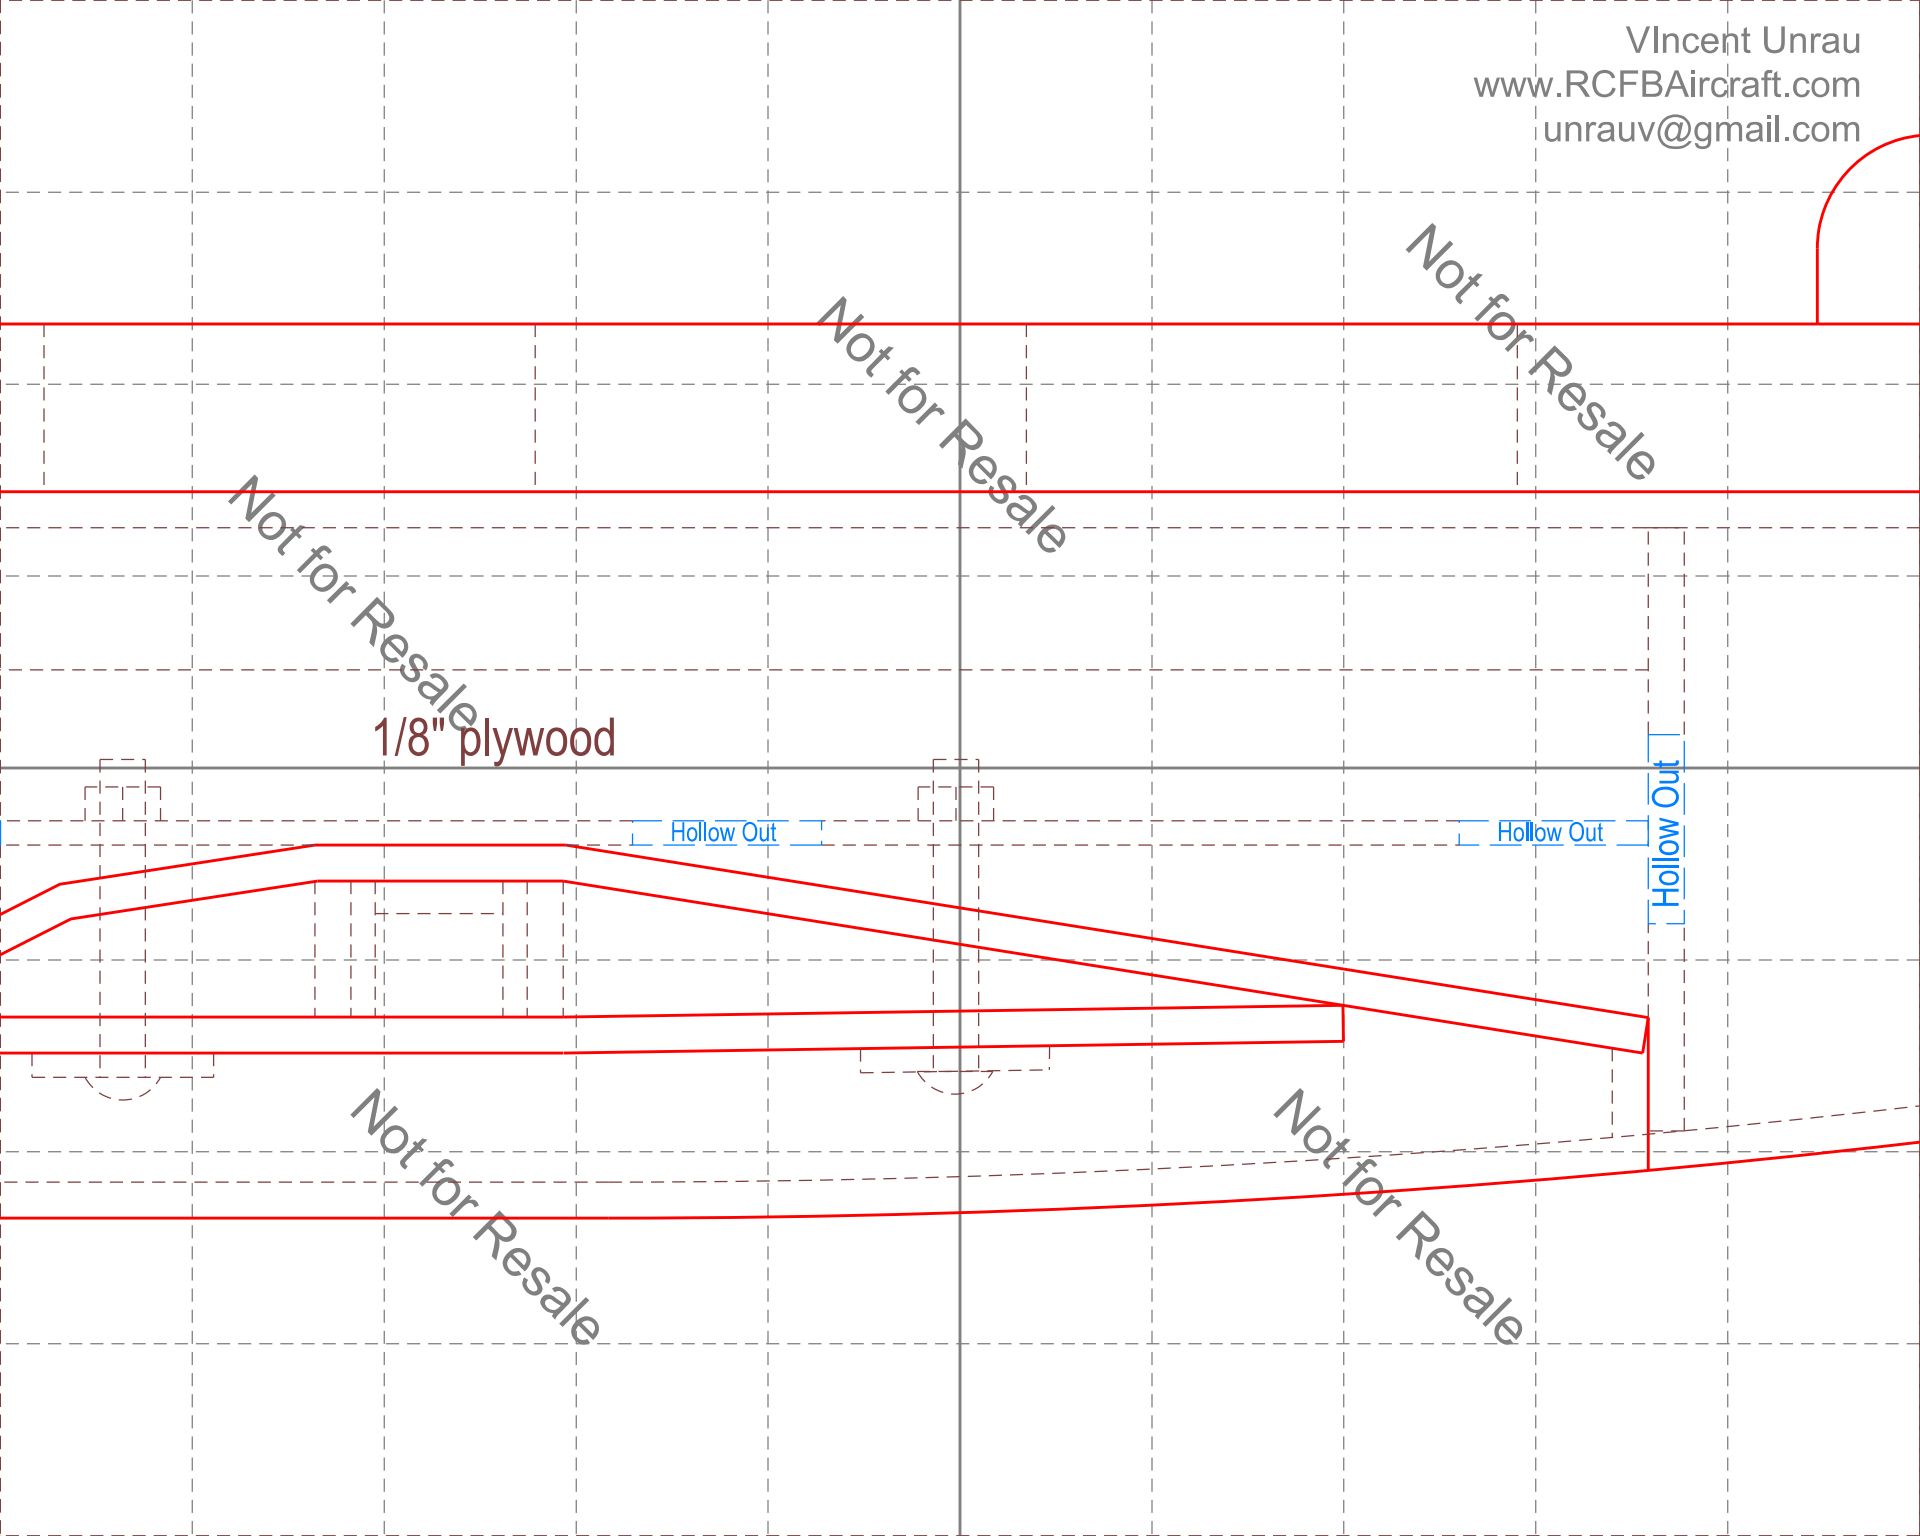 VIncent Unrau
www.RCFBAircraft.com
unrauv@gmail.com
Not for Resale
Not for Resale
Not for Resale
1/8" plywood
Hollow Out
Hollow Out
Hollow Out
Not for Resale
Not for Resale